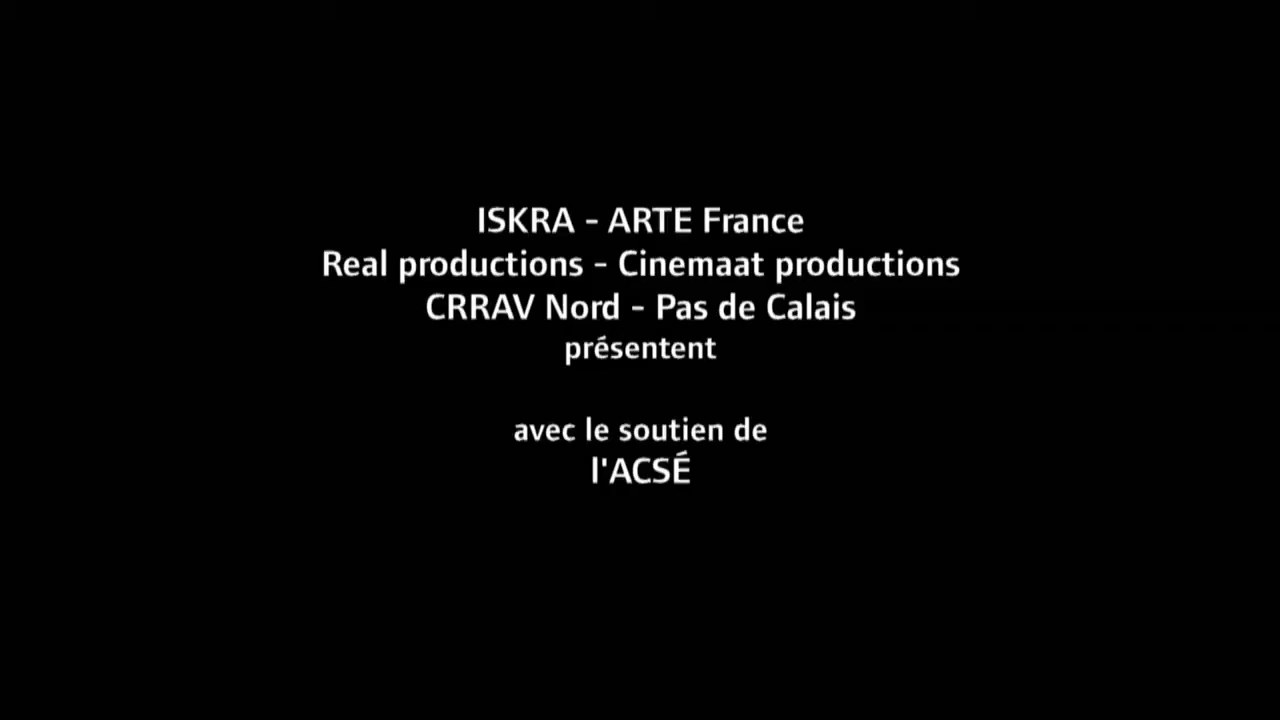 ISKRA - ARTE France
Real productions - Cinemaat productions
CRRAV Nord - Pas de Calais
présentent
avec le soutien de
l'ACSÉ